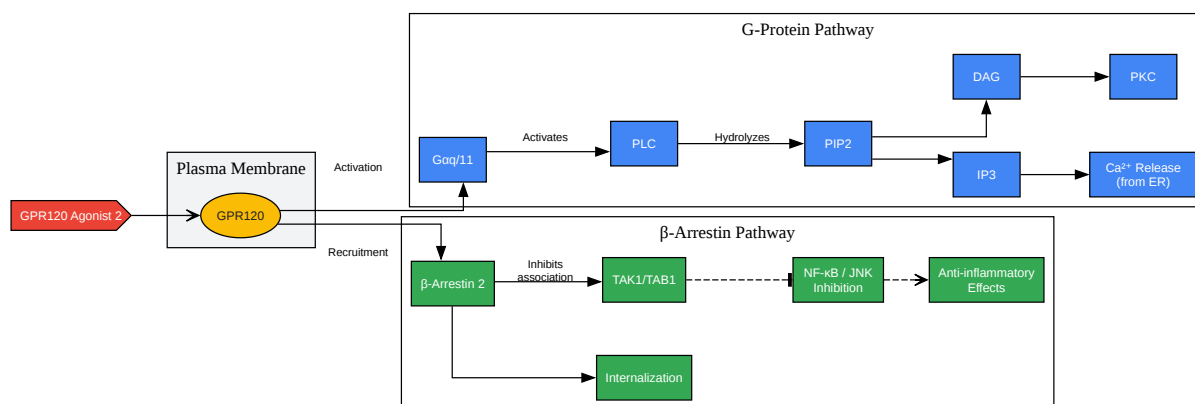 G-Protein Pathway
DAG
PKC
Activates
PLC
Hydrolyzes
PIP2
Gαq/11
IP3
Ca²⁺ Release
(from ER)
Plasma Membrane
Activation
GPR120 Agonist 2
GPR120
Recruitment
β-Arrestin Pathway
β-Arrestin 2
Inhibits
association
TAK1/TAB1
NF-κB / JNK
Inhibition
Anti-inflammatory
Effects
Internalization